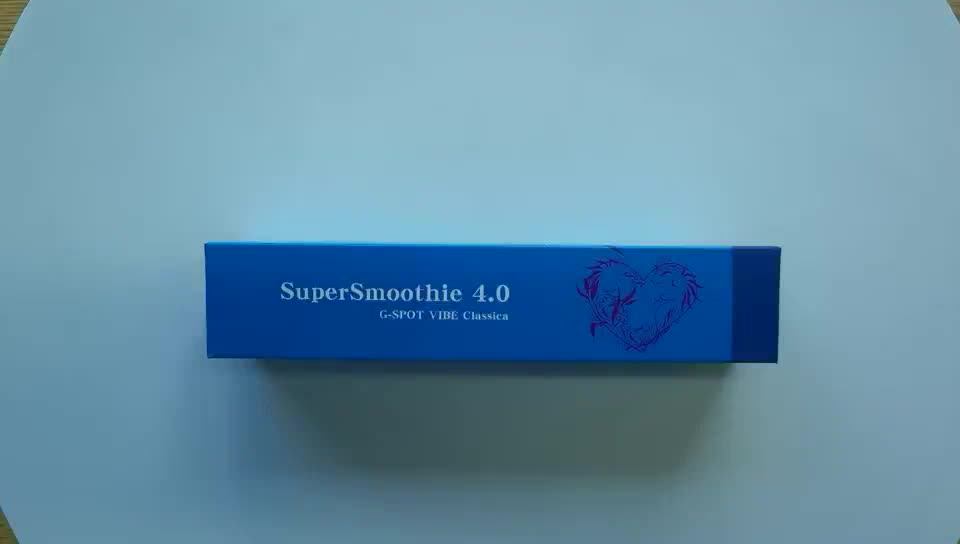 SuperSmoothie 4.0
G-SPOT VIBE Classica